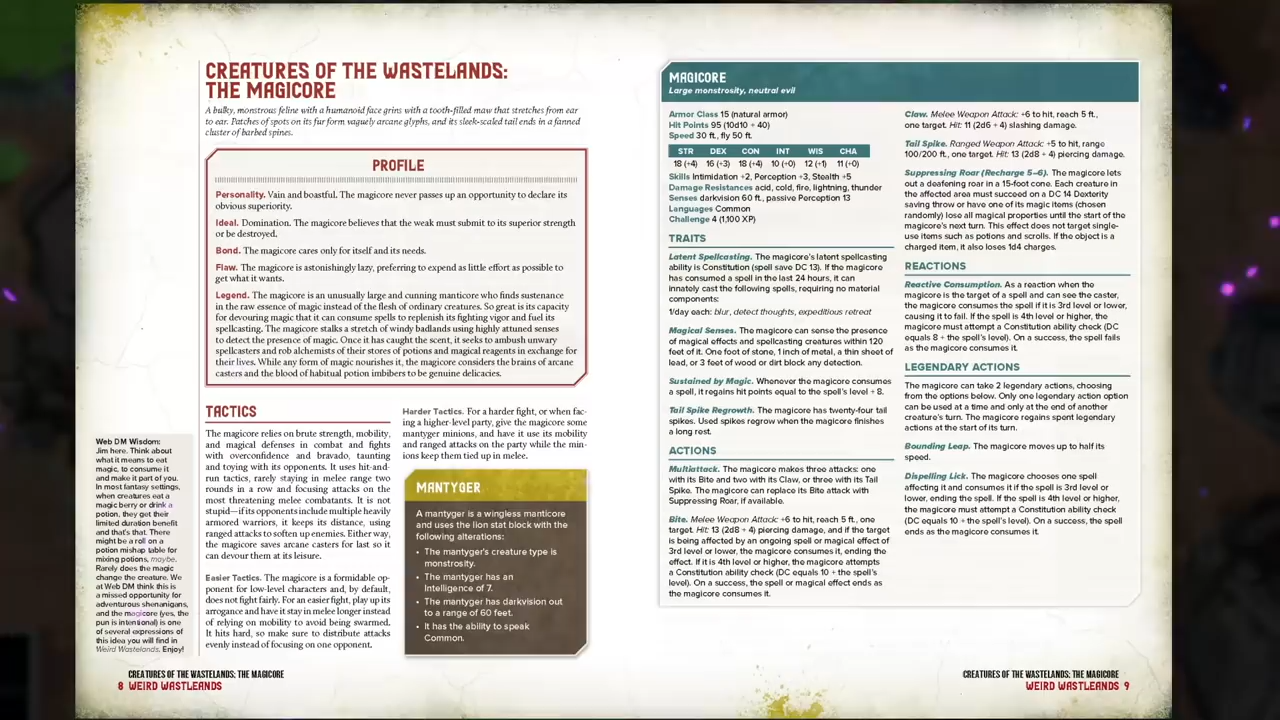 CREATURES OF THE WASTELANDS:
THE MAGICORE
A bulky, monstrous feline with a humanoid face grins with a tooth-filled maw that stretches from ear
to ear. Patches of spots on its fur form vaguely arcane glyphs, and its sleek-scaled tail ends in a fanned
cluster of barbed spines.
PROFILE
Personality. Vain and boastful. The magicore never passes up an opportunity to declare its
obvious superiority.
Ideal. Domination. The magicore believes that the weak must submit to its superior strength
or be destroyed.
Bond. The magicore cares only for itself and its needs.
Flaw. The magicore is astonishingly lazy, preferring to expend as little effort as possible to
get what it wants.
Legend. The magicore is an unusually large and cunning manticore who finds sustenance
in the raw essence of magic instead of the flesh of ordinary creatures. So great is its capacity
for devouring magic that it can consume spells to replenish its fighting vigor and fuel its
spellcasting. The magicore stalks a stretch of windy badlands using highly attuned senses
to detect the presence of magic. Once it has caught the scent, it seeks to ambush unwary
spellcasters and rob alchemists of their stores of potions and magical reagents in exchange for
their lives. While any form of magic nourishes it, the magicore considers the brains of arcane
casters and the blood of habitual potion imbibers to be genuine delicacies.
TACTICS
The magicore relies on brute strength, mobility,
and magical defenses in combat and fights
with overconfidence and bravado, taunting
and toying with its opponents. It uses hit-and-
run tactics, rarely staying in melee range two
rounds in a row and focusing attacks on the
most threatening melee combatants. It is not
stupid—if its opponents include multiple heavily
armored warriors, it keeps its distance, using
ranged attacks to soften up enemies. Either way,
the magicore saves arcane casters for last so it
can devour them at its leisure.
Easier Tactics. The magicore is a formidable op-
ponent for low-level characters and, by default,
does not fight fairly. For an easier fight, play up its
arrogance and have it stay in melee longer instead
of relying on mobility to avoid being swarmed.
It hits hard, so make sure to distribute attacks
evenly instead of focusing on one opponent.
Harder Tactics. For a harder fight, or when fac-
ing a higher-level party, give the magicore some
mantyger minions, and have it use its mobility
and ranged attacks on the party while the min-
ions keep them tied up in melee.
MANTYGER
A mantyger is a wingless manticore
and uses the lion stat block with the
following alterations:
• The mantyger's creature type is
monstrosity.
• The mantyger has an
Intelligence of 7.
• The mantyger has darkvision out
to a range of 60 feet.
• It has the ability to speak
Common.
Web DM Wisdom:
Jim here. Think about
what it means to eat
magic, to consume it
and make it part of you.
In most fantasy settings,
when creatures eat a
magic berry or drink a
potion, they get their
limited duration benefit
and that's that. There
might be a roll on a
potion mishap table for
mixing potions, maybe.
Rarely does the magic
change the creature. We
at Web DM think this is
a missed opportunity for
adventurous shenanigans,
and the magicore (yes, the
pun is intentional) is one
of several expressions of
this idea you will find in
Weird Wastelands. Enjoy!
CREATURES OF THE WASTELANDS: THE MAGICORE
8 WEIRD WASTLEANDS
MAGICORE
Large monstrosity, neutral evil
Armor Class 15 (natural armor)
Hit Points 95 (10d10 + 40)
Speed 30 ft., fly 50 ft.
STR DEX CON INT WIS CHA
18 (+4) 16 (+3) 18 (+4) 10 (+0) 12 (+1) 11 (+0)
Skills Intimidation +2, Perception +3, Stealth +5
Damage Resistances acid, cold, fire, lightning, thunder
Senses darkvision 60 ft., passive Perception 13
Languages Common
Challenge 4 (1,100 XP)
TRAITS
Latent Spellcasting. The magicore's latent spellcasting
ability is Constitution (spell save DC 13). If the magicore
has consumed a spell in the last 24 hours, it can
innately cast the following spells, requiring no material
components:
1/day each: blur, detect thoughts, expeditious retreat
Magical Senses. The magicore can sense the presence
of magical effects and spellcasting creatures within 120
feet of it. One foot of stone, 1 inch of metal, a thin sheet of
lead, or 3 feet of wood or dirt block any detection.
Sustained by Magic. Whenever the magicore consumes
a spell, it regains hit points equal to the spell's level + 8.
Tail Spike Regrowth. The magicore has twenty-four tail
spikes. Used spikes regrow when the magicore finishes
a long rest.
ACTIONS
Multiattack. The magicore makes three attacks: one
with its Bite and two with its Claw, or three with its Tail
Spike. The magicore can replace its Bite attack with
Suppressing Roar, if available.
Bite. Melee Weapon Attack: +6 to hit, reach 5 ft., one
target. Hit: 13 (2d8 + 4) piercing damage, and if the target
is being affected by an ongoing spell or magical effect of
3rd level or lower, the magicore consumes it, ending the
effect. If it is 4th level or higher, the magicore attempts
a Constitution ability check (DC equals 10 + the spell's
level). On a success, the spell or magical effect ends as
the magicore consumes it.
Claw. Melee Weapon Attack: +6 to hit, reach 5 ft.,
one target. Hit: 11 (2d6 + 4) slashing damage.
Tail Spike. Ranged Weapon Attack: +5 to hit, range
100/200 ft., one target. Hit: 13 (2d8 + 4) piercing damage.
Suppressing Roar (Recharge 5–6). The magicore lets
out a deafening roar in a 15-foot cone. Each creature in
the affected area must succeed on a DC 14 Dexterity
saving throw or have one of its magic items (chosen
randomly) lose all magical properties until the start of the
magicore's next turn. This effect does not target single-
use items such as potions and scrolls. If the object is a
charged item, it also loses 1d4 charges.
REACTIONS
Reactive Consumption. As a reaction when the
magicore is the target of a spell and can see the caster,
the magicore consumes the spell if it is 3rd level or lower,
causing it to fail. If the spell is 4th level or higher, the
magicore must attempt a Constitution ability check (DC
equals 8 + the spell's level). On a success, the spell fails
as the magicore consumes it.
LEGENDARY ACTIONS
The magicore can take 2 legendary actions, choosing
from the options below. Only one legendary action option
can be used at a time and only at the end of another
creature's turn. The magicore regains spent legendary
actions at the start of its turn.
Bounding Leap. The magicore moves up to half its
speed.
Dispelling Lick. The magicore chooses one spell
affecting it and consumes it if the spell is 3rd level or
lower, ending the spell. If the spell is 4th level or higher,
the magicore must attempt a Constitution ability check
(DC equals 10 + the spell's level). On a success, the spell
ends as the magicore consumes it.
CREATURES OF THE WASTELANDS: THE MAGICORE
WEIRD WASTLEANDS 9